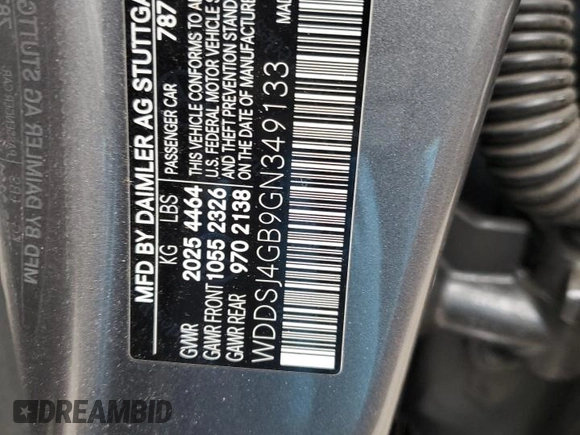 MFD BY DAIMLER AG STUTTGA
787
MAD
KG LBS PASSENGER CAR
GVWR 2025 4464
GAWR FRONT 1055 2326
GAWR REAR 970 2138
THIS VEHICLE CONFORMS TO A
U.S. FEDERAL MOTOR VEHICLE S
AND THEFT PREVENTION STAND
ON THE DATE OF MANUFACTURE
WDDSJ4GB9GN349133
DREAMBID